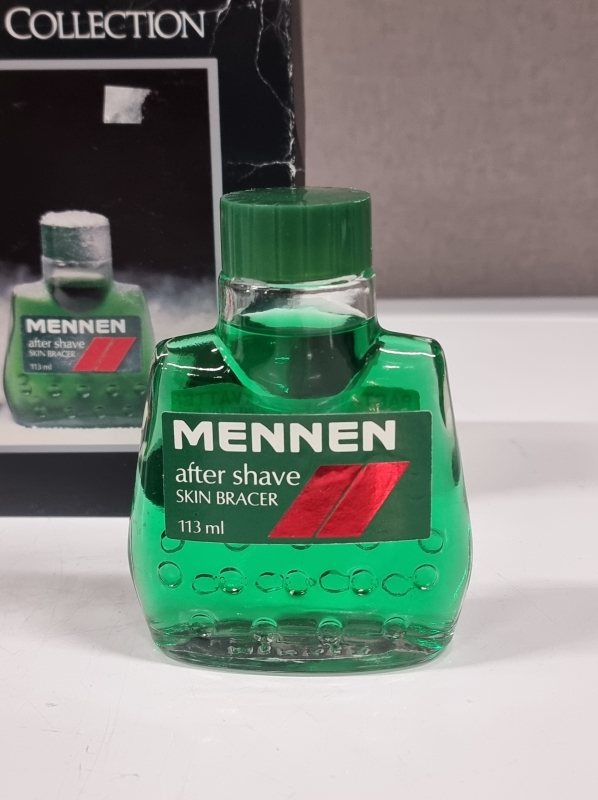 COLLECTION
MENNEN
after shave
SKIN BRACER
113 ml
MENNEN
after shave
SKIN BRACER
113 ml